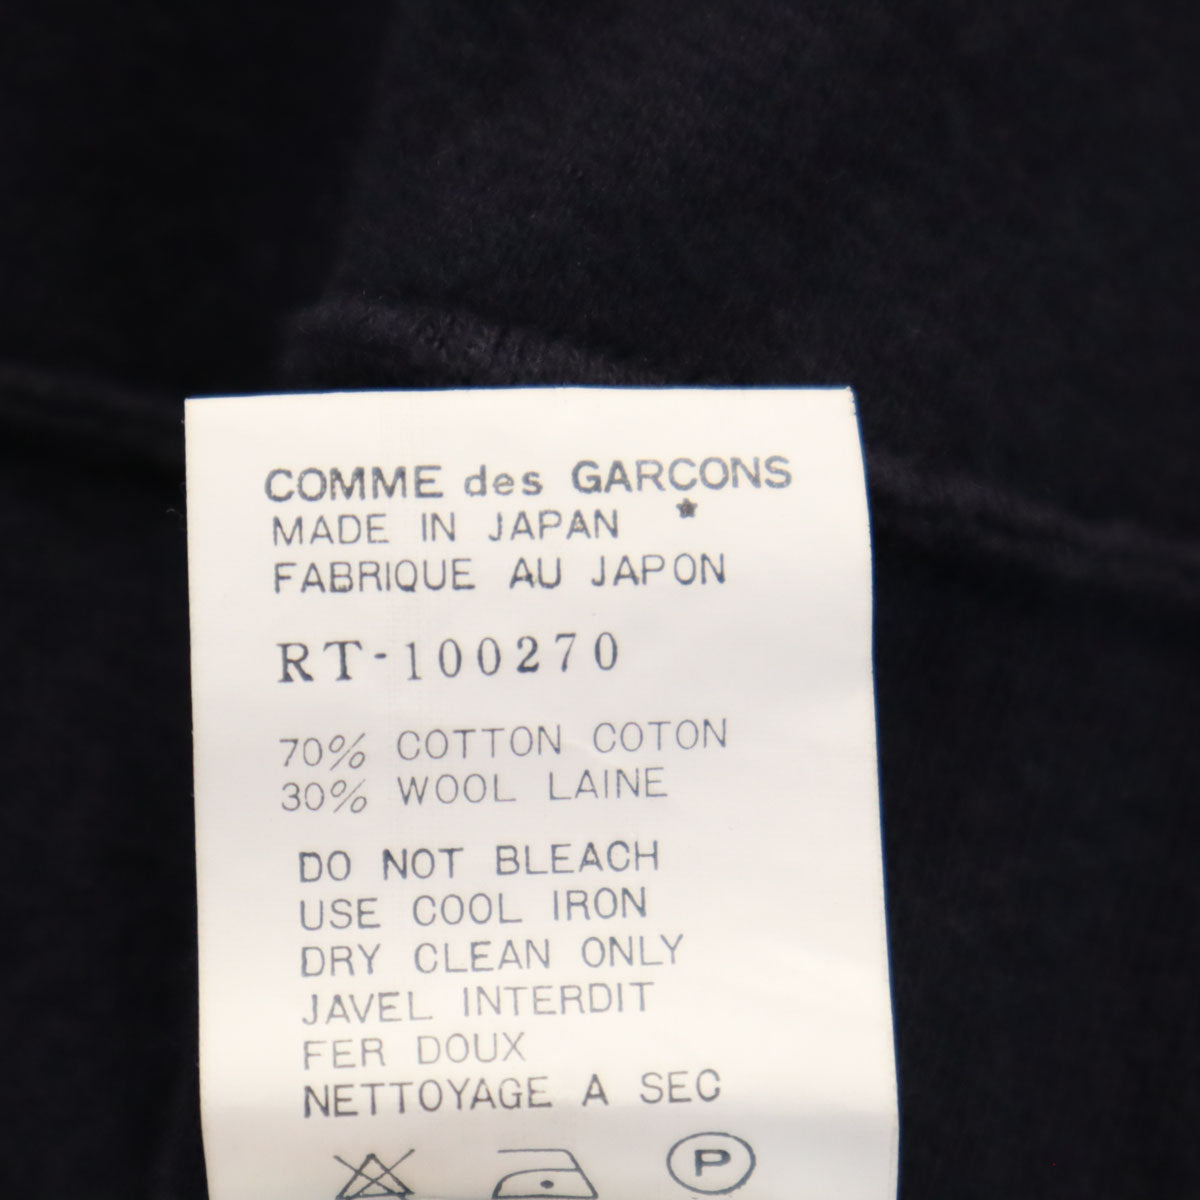 COMME des GARÇONS
MADE IN JAPAN
FABRIQUE AU JAPON
RT-100270
70% COTTON COTON
30% WOOL LAINE
DO NOT BLEACH
USE COOL IRON
DRY CLEAN ONLY
JAVEL INTERDIT
FER DOUX
NETTOYAGE A SEC
P